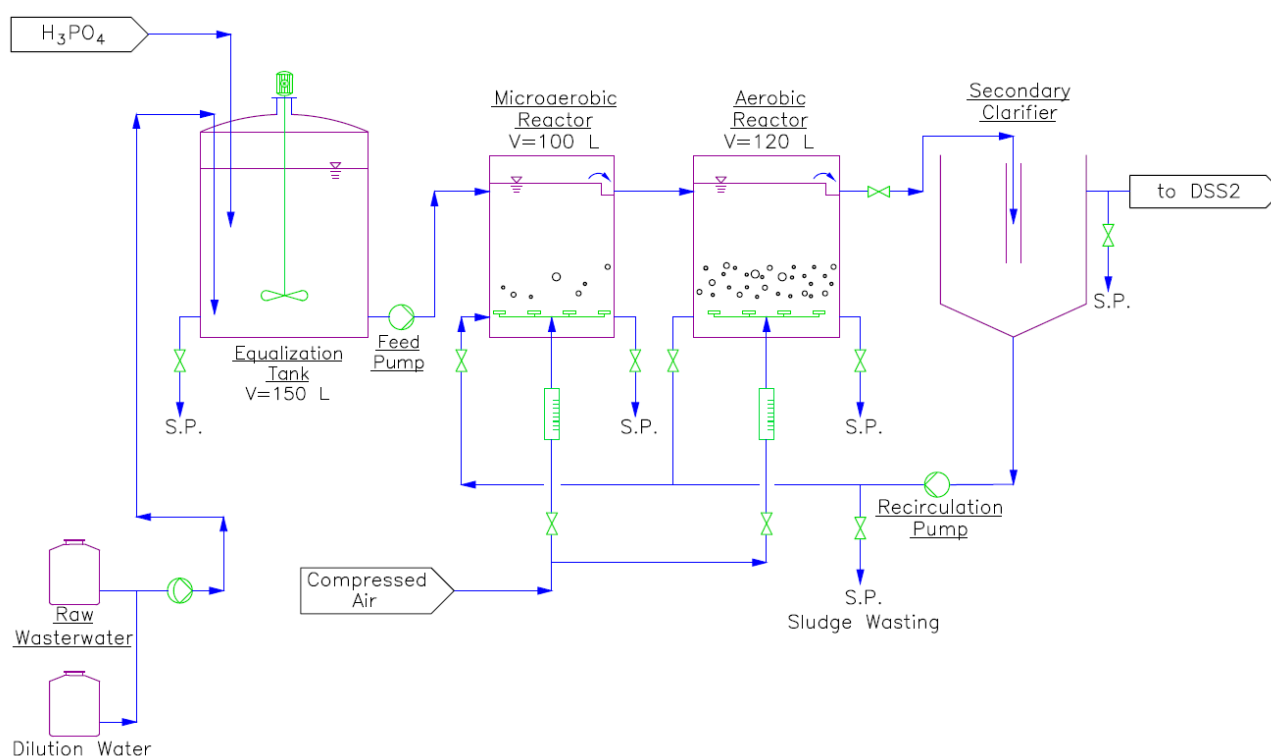 H₃PO₄
Microaerobic
Reactor
V=100 L
Aerobic
Reactor
V=120 L
Secondary
Clarifier
to DSS2
S.P.
Equalization
Tank
V=150 L
Feed
Pump
S.P.
S.P.
S.P.
Recirculation
Pump
Compressed
Air
S.P.
Sludge Wasting
Raw
Wasterwater
Dilution Water